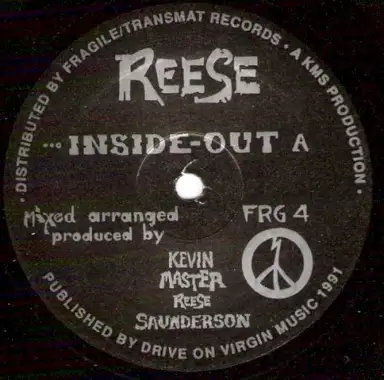 · DISTRIBUTED BY FRAGILE/TRANSMAT RECORDS · A KMS PRODUCTION ·
REESE
... INSIDE-OUT A
Mixed arranged
produced by
FRG 4
KEVIN
MASTER
REESE
SAUNDERSON
PUBLISHED BY DRIVE ON VIRGIN MUSIC 1991